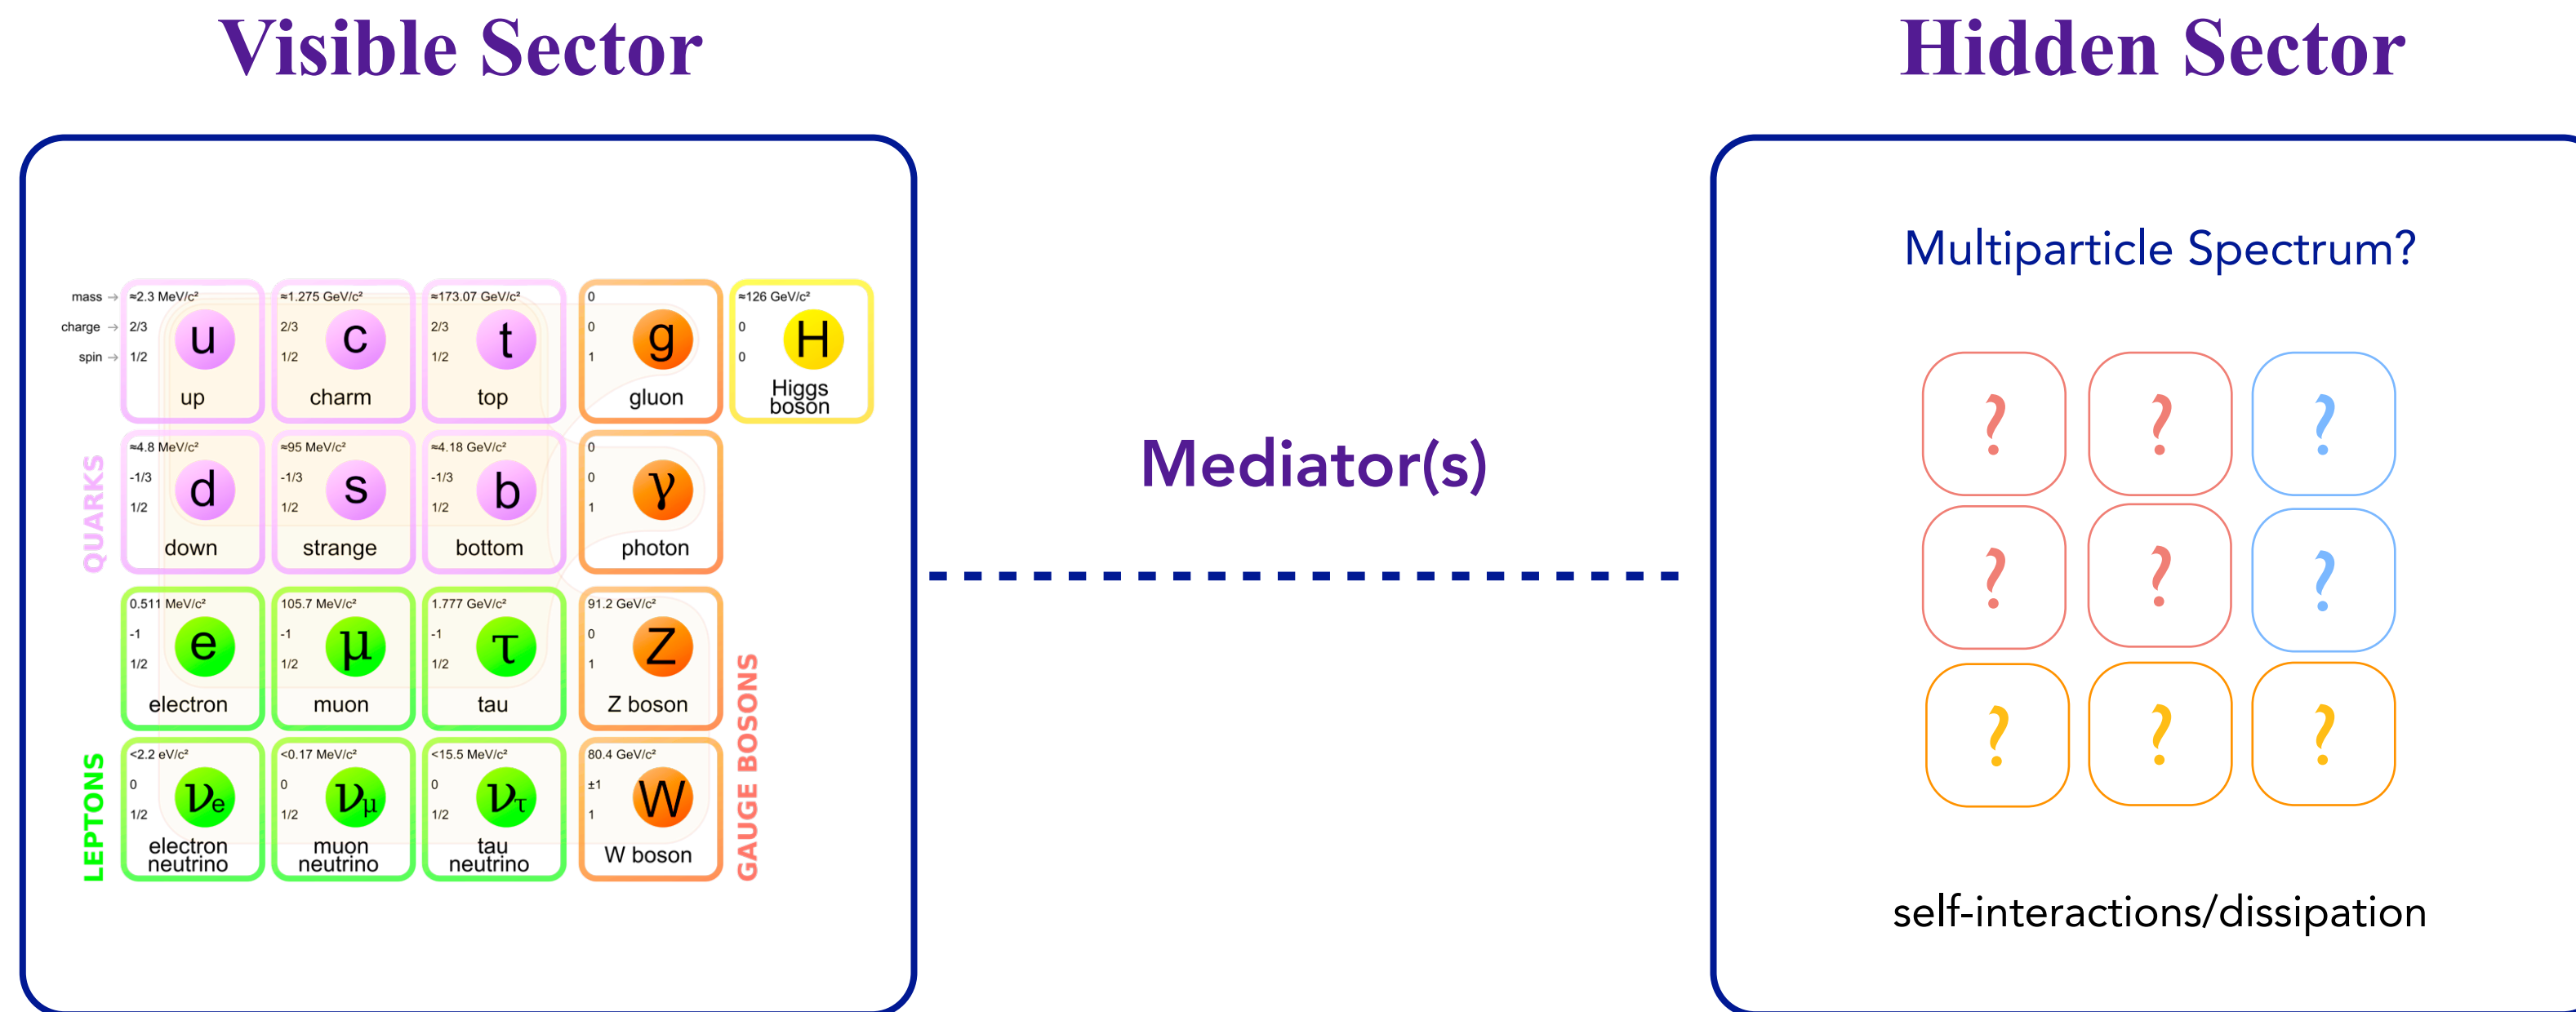 Visible Sector
Hidden Sector
Mediator(s)
mass → ≈2.3 MeV/c²
charge → 2/3
spin → 1/2
u
up
≈1.275 GeV/c²
2/3
1/2
c
charm
≈173.07 GeV/c²
2/3
1/2
t
top
0
0
1
g
gluon
≈126 GeV/c²
0
0
H
Higgs
boson
QUARKS
≈4.8 MeV/c²
-1/3
1/2
d
down
≈95 MeV/c²
-1/3
1/2
s
strange
≈4.18 GeV/c²
-1/3
1/2
b
bottom
0
0
1
γ
photon
0.511 MeV/c²
-1
1/2
e
electron
105.7 MeV/c²
-1
1/2
μ
muon
1.777 GeV/c²
-1
1/2
τ
tau
91.2 GeV/c²
0
1
Z
Z boson
LEPTONS
<2.2 eV/c²
0
1/2
νe
electron
neutrino
<0.17 MeV/c²
0
1/2
νμ
muon
neutrino
<15.5 MeV/c²
0
1/2
ντ
tau
neutrino
80.4 GeV/c²
±1
1
W
W boson
GAUGE BOSONS
Multiparticle Spectrum?
? ? ?
? ? ?
? ? ?
self-interactions/dissipation